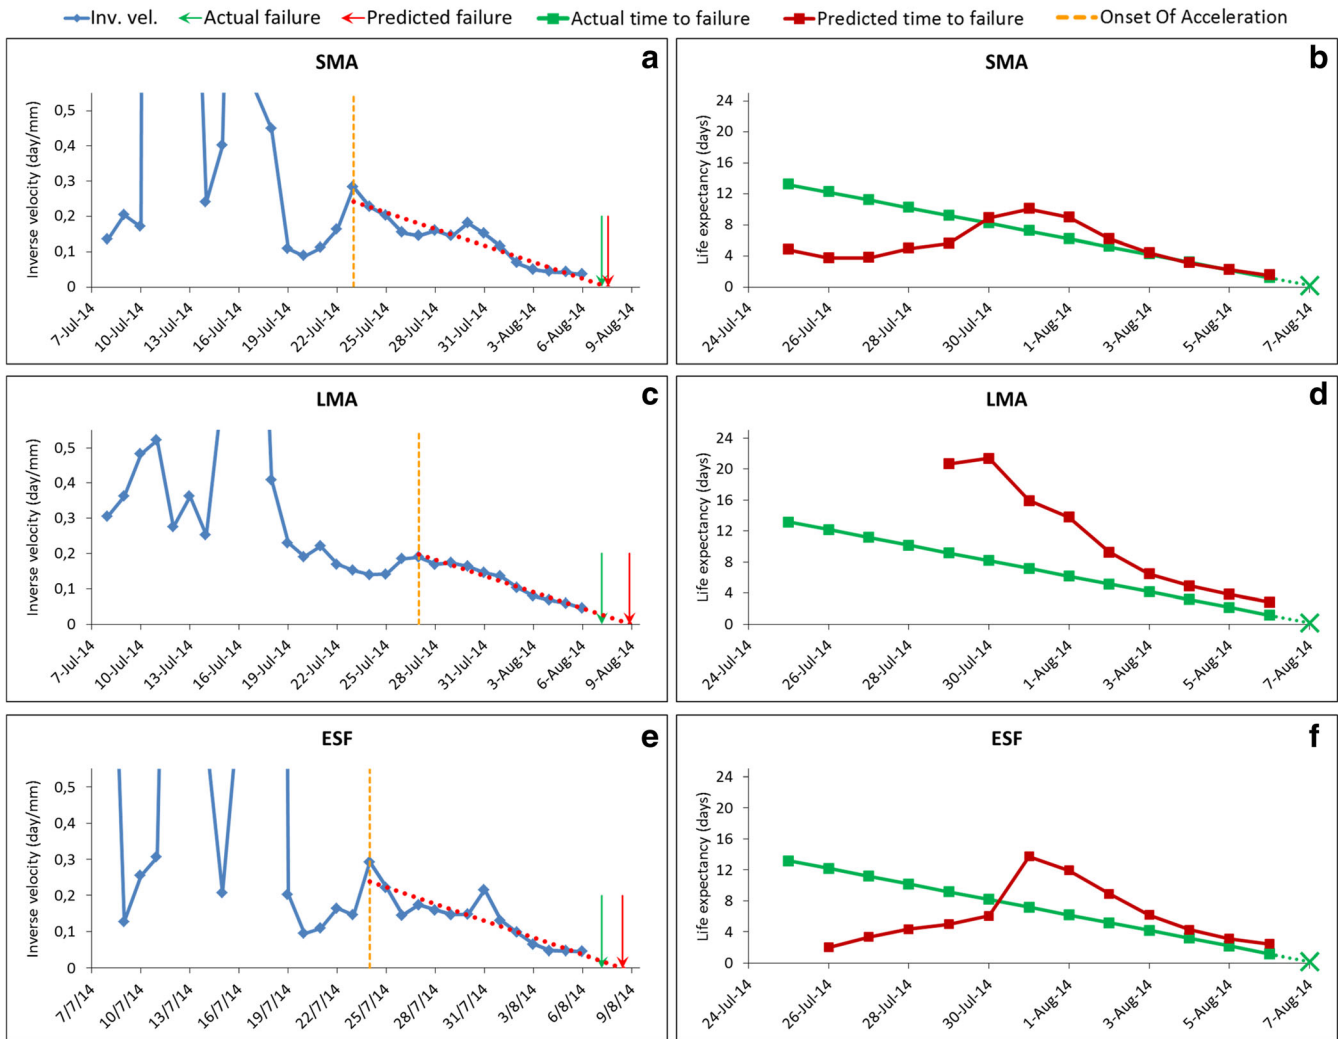 Inv. vel. Actual failure Predicted failure Actual time to failure Predicted time to failure Onset Of Acceleration
SMA a
Inverse velocity (day/mm)
0,5
0,4
0,3
0,2
0,1
0
7-Jul-14 10-Jul-14 13-Jul-14 16-Jul-14 19-Jul-14 22-Jul-14 25-Jul-14 28-Jul-14 31-Jul-14 3-Aug-14 6-Aug-14 9-Aug-14
SMA b
Life expectancy (days)
24
20
16
12
8
4
0
24-Jul-14 26-Jul-14 28-Jul-14 30-Jul-14 1-Aug-14 3-Aug-14 5-Aug-14 7-Aug-14
LMA c
Inverse velocity (day/mm)
0,5
0,4
0,3
0,2
0,1
0
7-Jul-14 10-Jul-14 13-Jul-14 16-Jul-14 19-Jul-14 22-Jul-14 25-Jul-14 28-Jul-14 31-Jul-14 3-Aug-14 6-Aug-14 9-Aug-14
LMA d
Life expectancy (days)
24
20
16
12
8
4
0
24-Jul-14 26-Jul-14 28-Jul-14 30-Jul-14 1-Aug-14 3-Aug-14 5-Aug-14 7-Aug-14
ESF e
Inverse velocity (day/mm)
0,5
0,4
0,3
0,2
0,1
0
7/7/14 10/7/14 13/7/14 16/7/14 19/7/14 22/7/14 25/7/14 28/7/14 31/7/14 3/8/14 6/8/14 9/8/14
ESF f
Life expectancy (days)
24
20
16
12
8
4
0
24-Jul-14 26-Jul-14 28-Jul-14 30-Jul-14 1-Aug-14 3-Aug-14 5-Aug-14 7-Aug-14